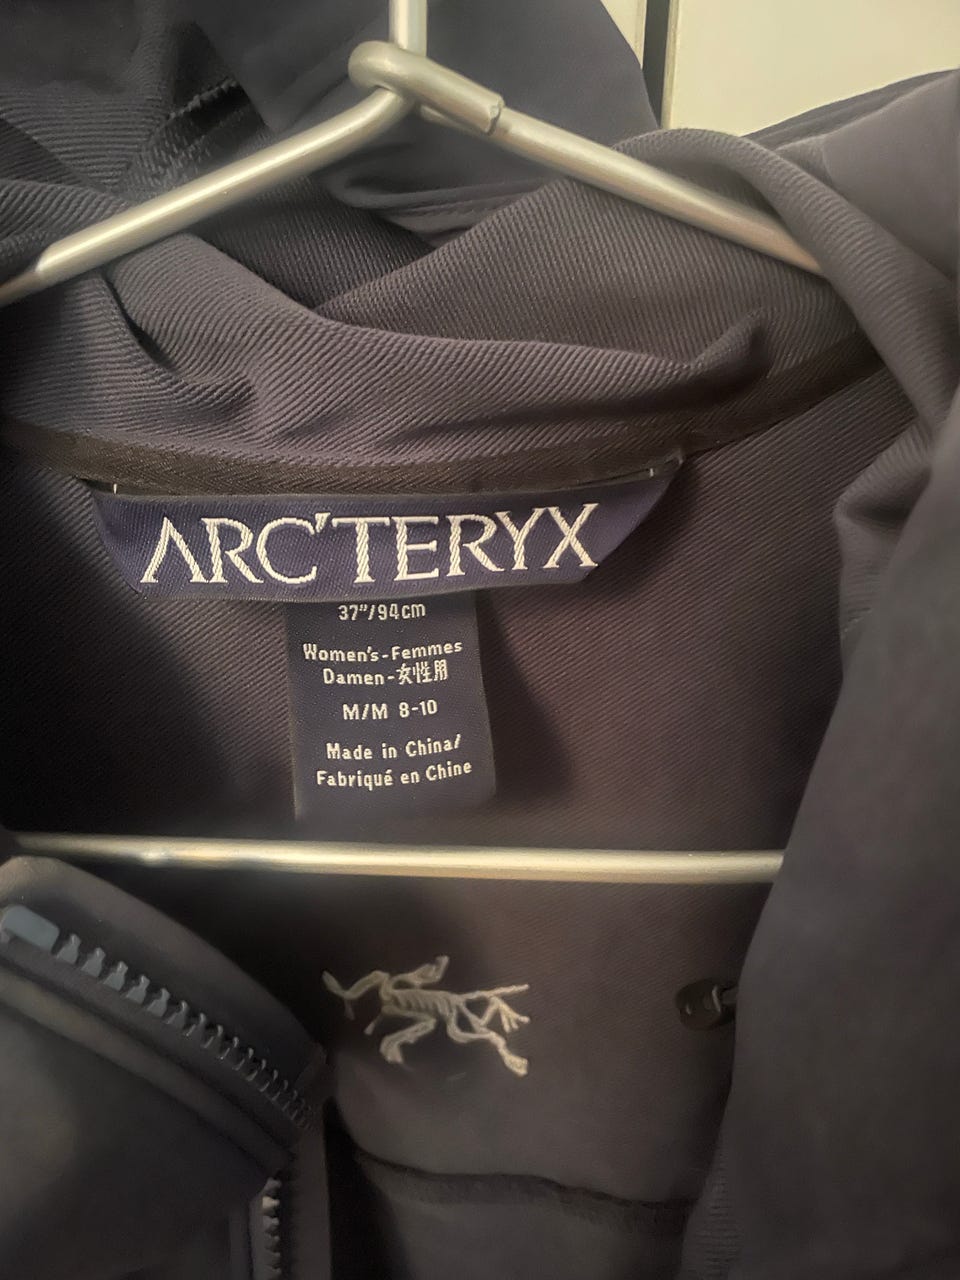 ARC'TERYX
37"/94cm
Women's-Femmes
Damen-女性用
M/M 8-10
Made in China/
Fabriqué en Chine